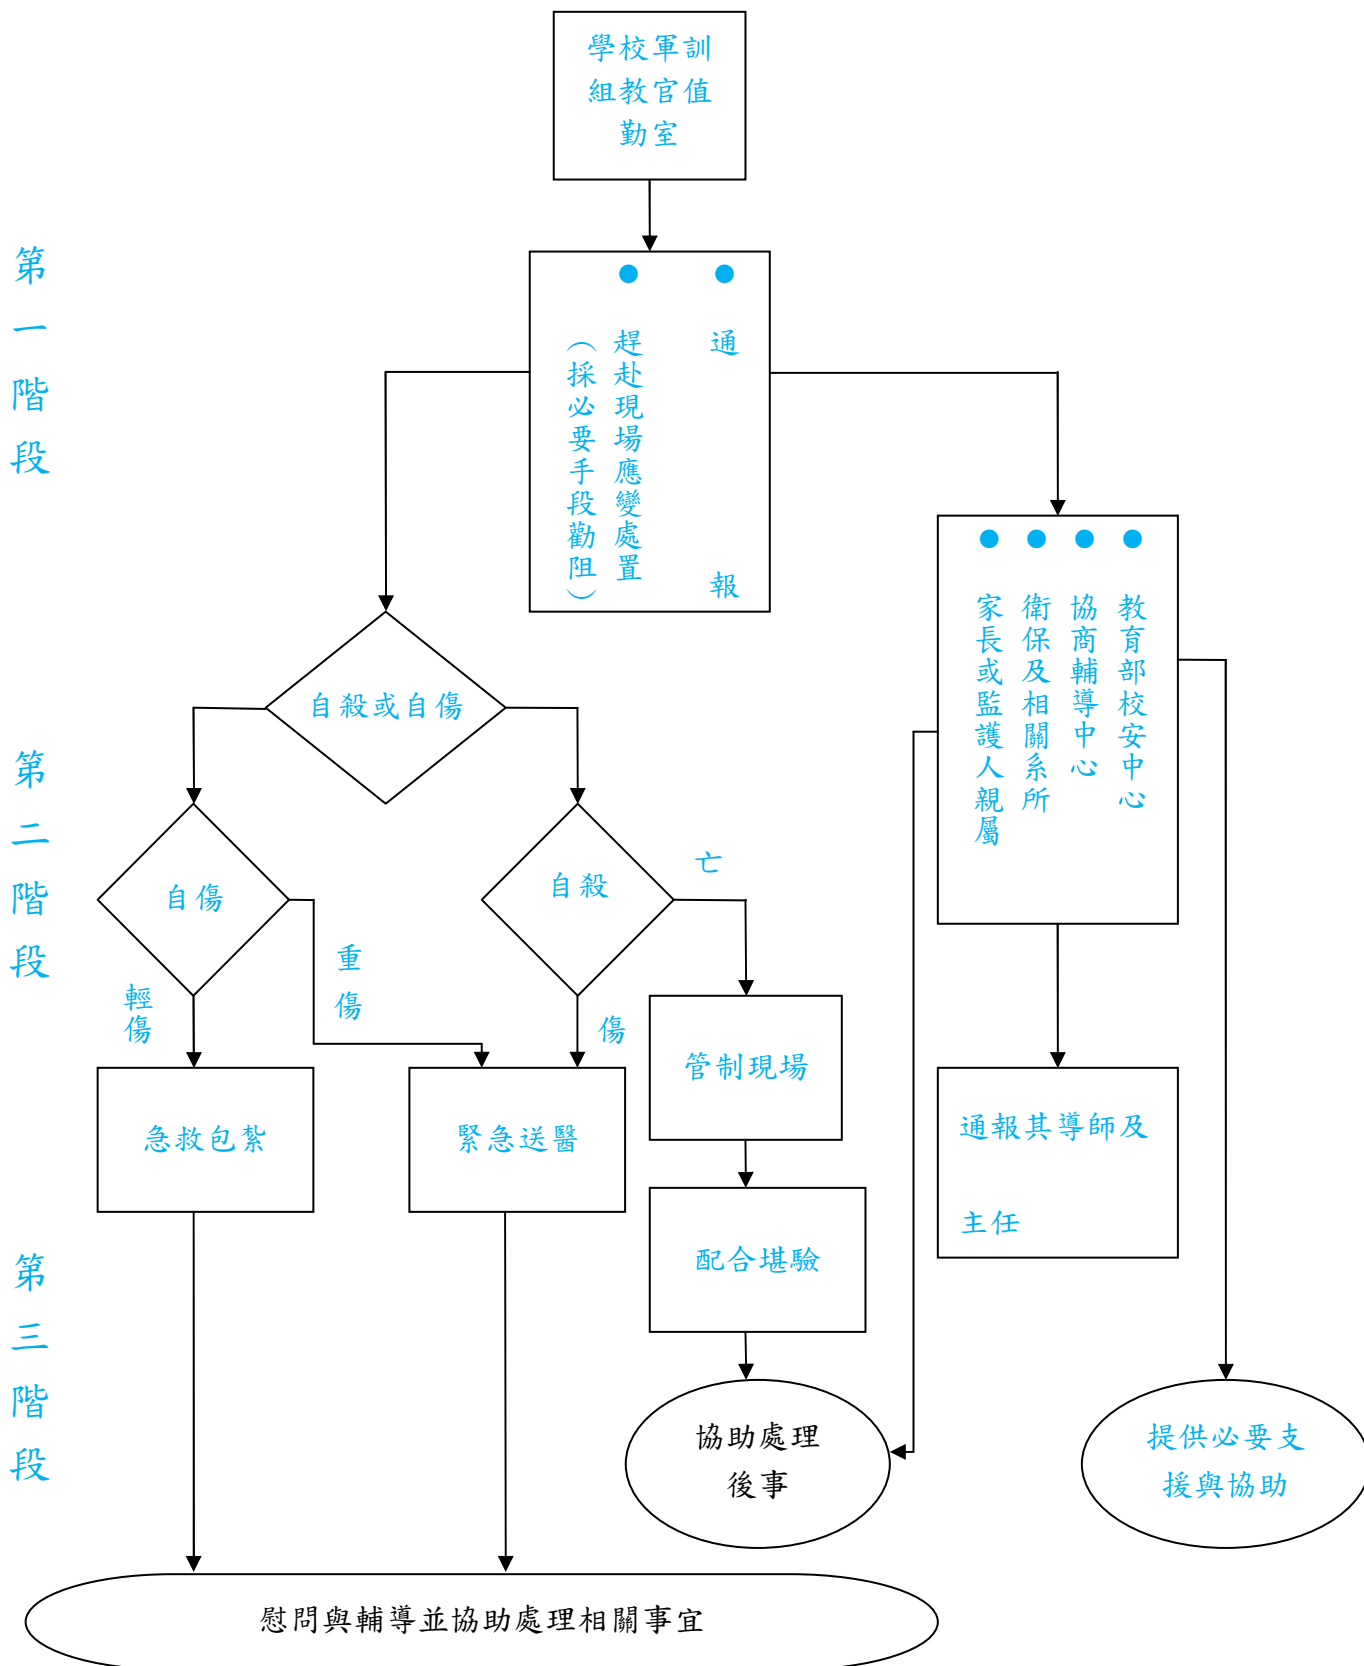 學校軍訓
組教官值
勤室
第一階段
● 通報
● 趕赴現場應變處置
（採必要手段勸阻）
● 教育部校安中心
● 協商輔導中心
● 衛保及相關系所
● 家長或監護人親屬
自殺或自傷
第二階段
自傷
自殺
亡
輕傷
重傷
傷
管制現場
急救包紮
緊急送醫
通報其導師及
主任
配合堪驗
第三階段
協助處理
後事
提供必要支
援與協助
慰問與輔導並協助處理相關事宜